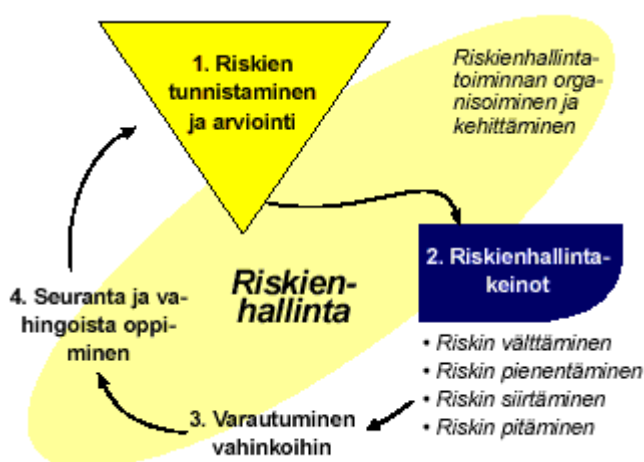 1. Riskien
tunnistaminen
ja arviointi
Riskienhallinta-
toiminnan orga-
nisoiminen ja
kehittäminen
2. Riskienhallinta-
keinot
• Riskin välttäminen
• Riskin pienentäminen
• Riskin siirtäminen
• Riskin pitäminen
3. Varautuminen
vahinkoihin
4. Seuranta ja va-
hingoista oppi-
minen
Riskien-
hallinta